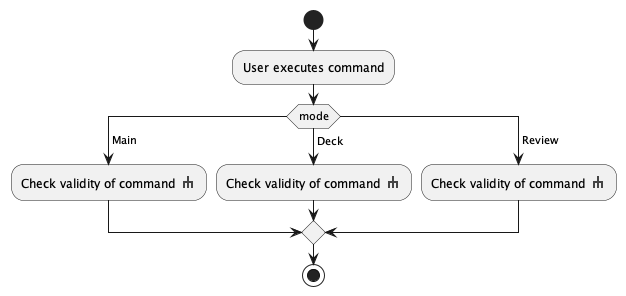 User executes command
mode
Main
Deck
Review
Check validity of command
Check validity of command
Check validity of command